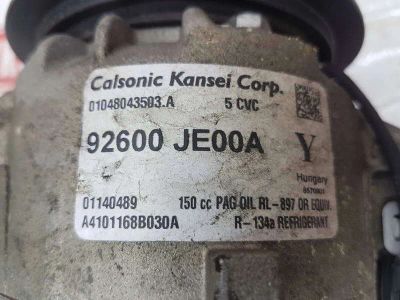 Calsonic Kansei Corp.
01048043503.A 5 CVC
92600 JE00A Y
Hungary
01140489 150 cc PAG OIL RL-897 OR EQUIV.
A4101168B030A R-134a REFRIGERANT